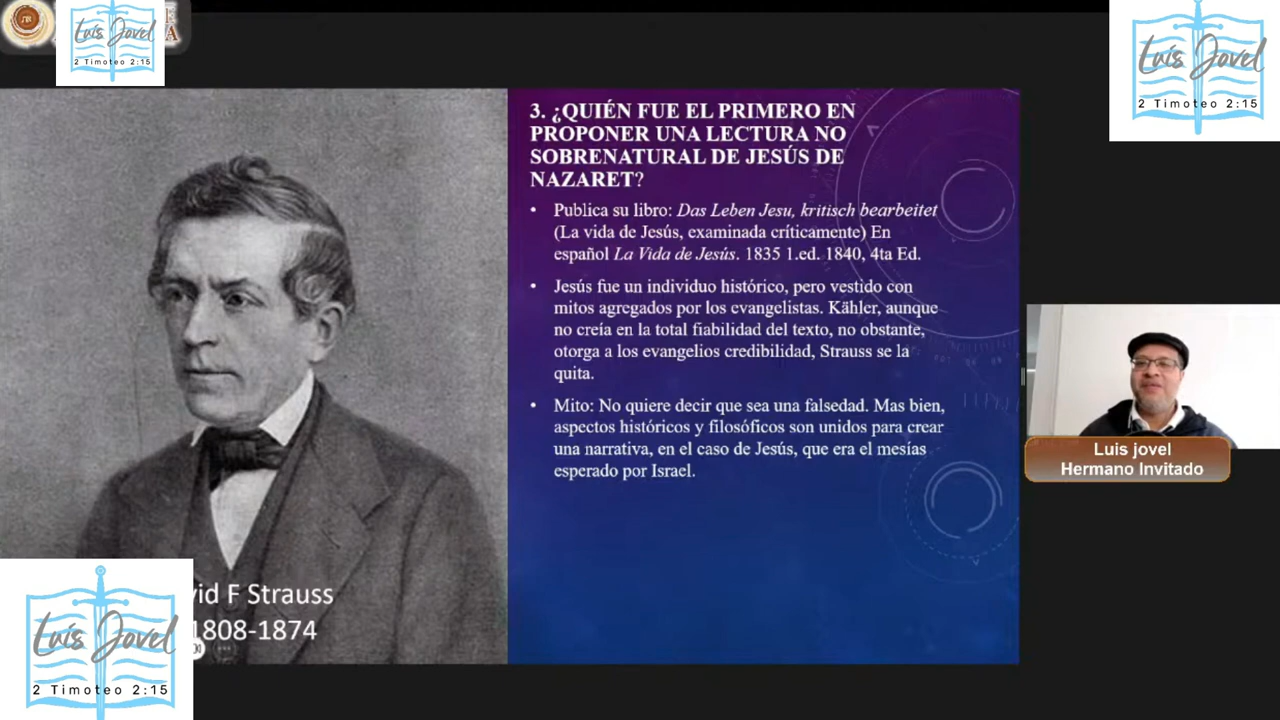 Luis Jovel
2 Timoteo 2:15
Luis Jovel
2 Timoteo 2:15
3. ¿QUIÉN FUE EL PRIMERO EN
PROPONER UNA LECTURA NO
SOBRENATURAL DE JESÚS DE
NAZARET?
• Publica su libro: Das Leben Jesu, kritisch bearbeitet
(La vida de Jesús, examinada críticamente) En
español La Vida de Jesús. 1835 1.ed. 1840, 4ta Ed.
• Jesús fue un individuo histórico, pero vestido con
mitos agregados por los evangelistas. Kähler, aunque
no creía en la total fiabilidad del texto, no obstante,
otorga a los evangelios credibilidad, Strauss se la
quita.
• Mito: No quiere decir que sea una falsedad. Mas bien,
aspectos históricos y filosóficos son unidos para crear
una narrativa, en el caso de Jesús, que era el mesías
esperado por Israel.
Luis jovel
Hermano Invitado
vid F Strauss
1808-1874
Luis Jovel
2 Timoteo 2:15